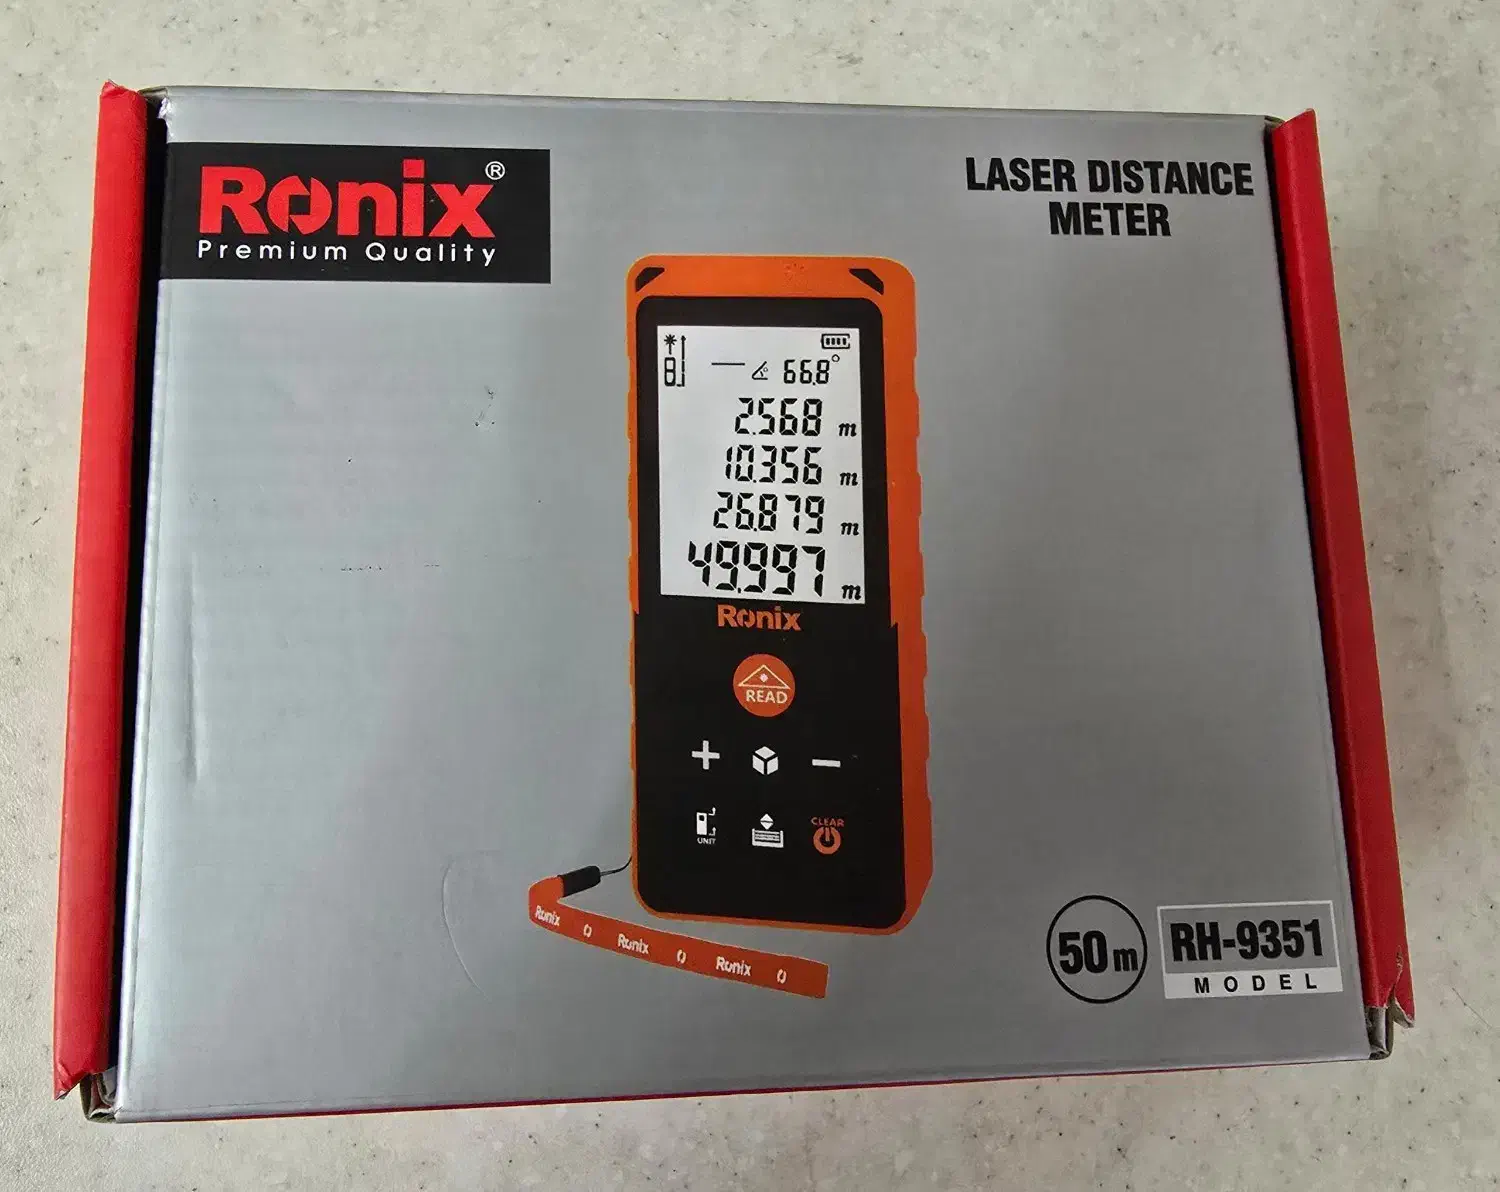 Ronix®
Premium Quality
LASER DISTANCE
METER
66.8°
2.568 m
10.356 m
26.879 m
49.997 m
Ronix
READ
+ −
UNIT
CLEAR
Ronix Ronix Ronix
50m
RH-9351
MODEL